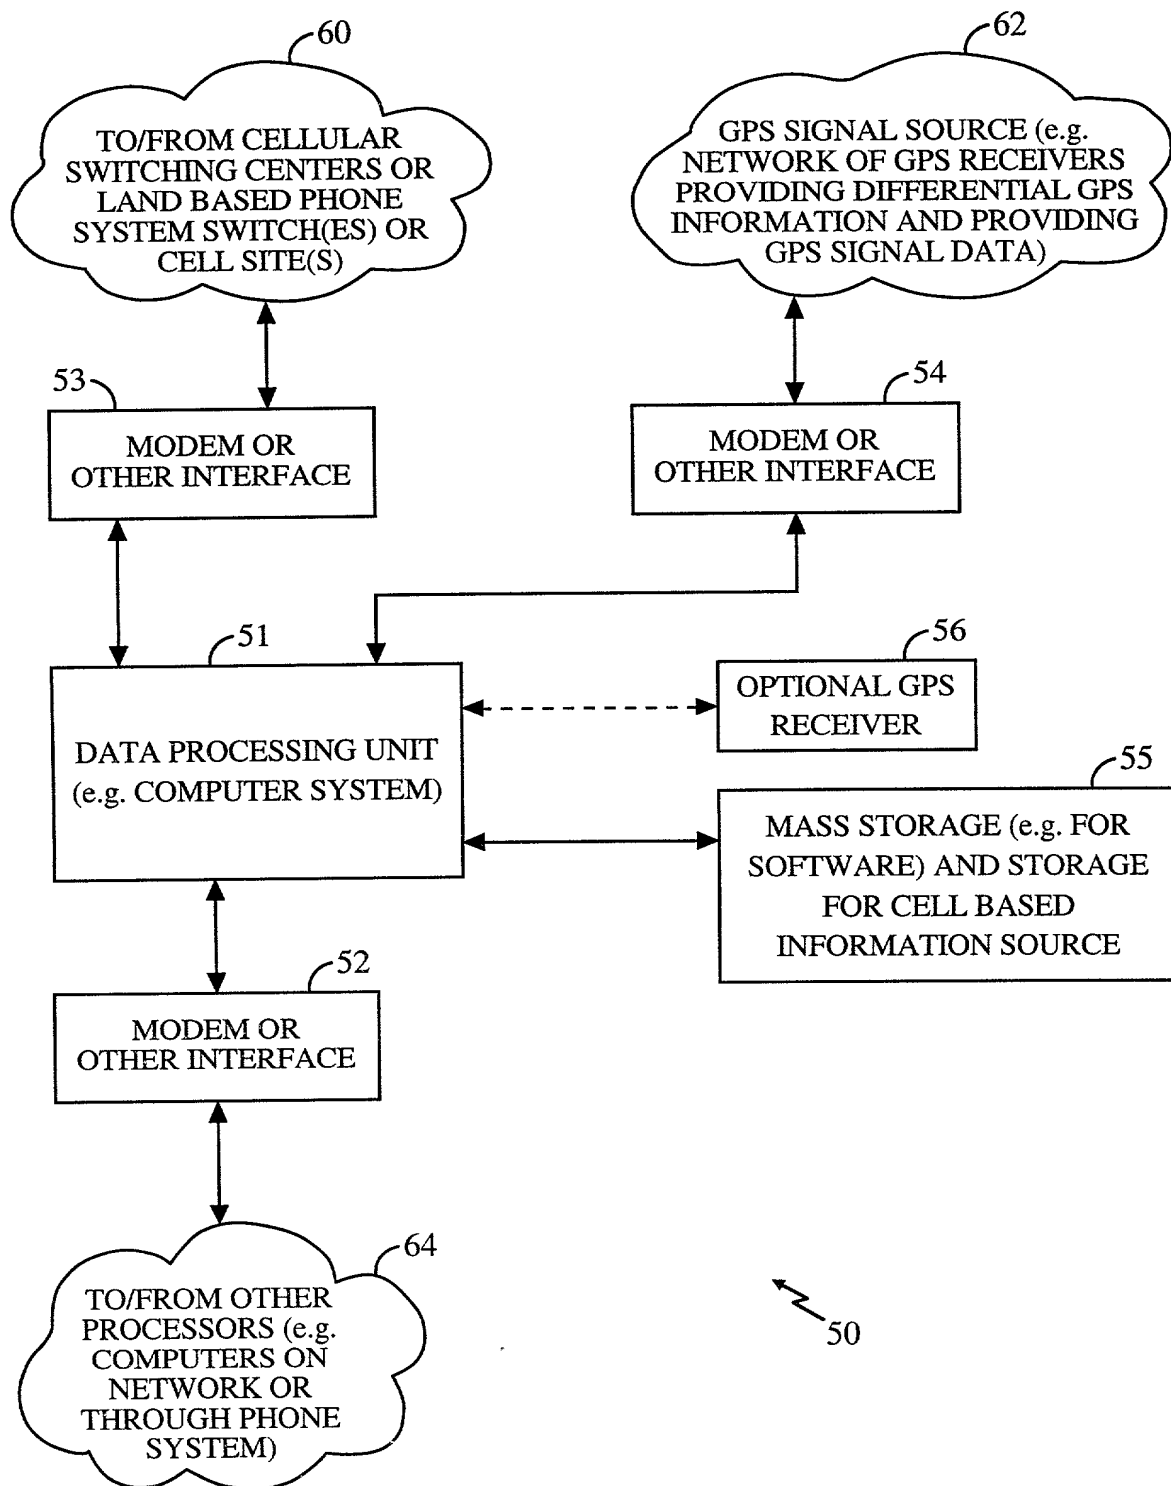 60
TO/FROM CELLULAR
SWITCHING CENTERS OR
LAND BASED PHONE
SYSTEM SWITCH(ES) OR
CELL SITE(S)
62
GPS SIGNAL SOURCE (e.g.
NETWORK OF GPS RECEIVERS
PROVIDING DIFFERENTIAL GPS
INFORMATION AND PROVIDING
GPS SIGNAL DATA)
53
MODEM OR
OTHER INTERFACE
54
MODEM OR
OTHER INTERFACE
51
DATA PROCESSING UNIT
(e.g. COMPUTER SYSTEM)
56
OPTIONAL GPS
RECEIVER
55
MASS STORAGE (e.g. FOR
SOFTWARE) AND STORAGE
FOR CELL BASED
INFORMATION SOURCE
52
MODEM OR
OTHER INTERFACE
64
TO/FROM OTHER
PROCESSORS (e.g.
COMPUTERS ON
NETWORK OR
THROUGH PHONE
SYSTEM)
50